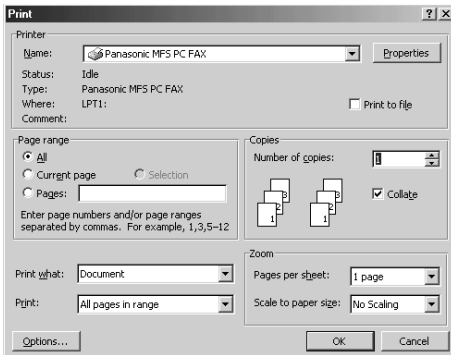 Print
Printer
Name:
Panasonic MFS PC FAX
Properties
Status: Idle
Type: Panasonic MFS PC FAX
Where: LPT1:
Print to file
Comment:
Page range
All
Current page
Selection
Pages:
Enter page numbers and/or page ranges
separated by commas. For example, 1,3,5–12
Copies
Number of copies:
1
3
2
1
3
2
1
Collate
Print what: Document
Print: All pages in range
Zoom
Pages per sheet: 1 page
Scale to paper size: No Scaling
Options...
OK
Cancel